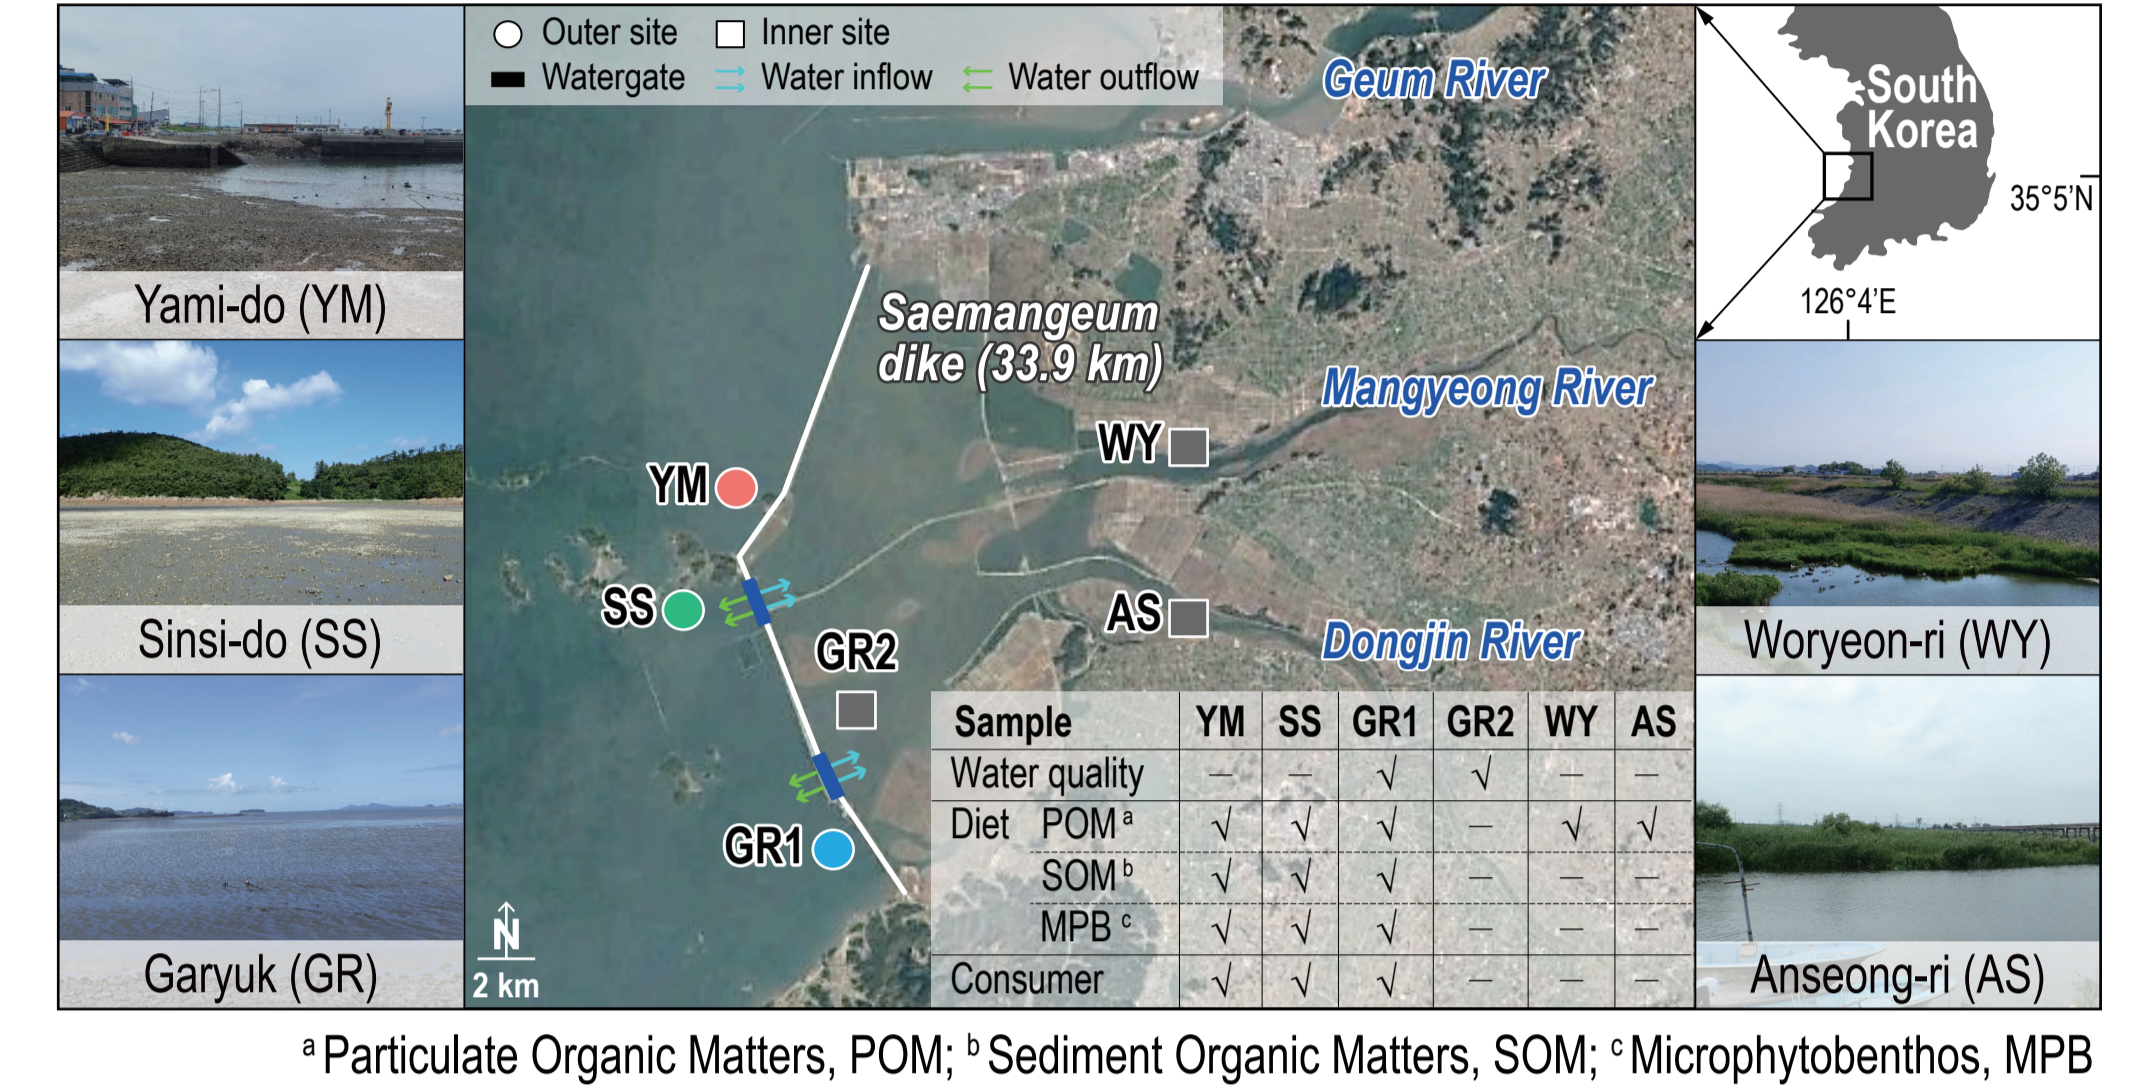 Outer site Inner site
Watergate Water inflow Water outflow
Geum River
South
Korea
35°5'N
126°4'E
Yami-do (YM)
Saemangeum
dike (33.9 km)
Mangyeong River
WY
YM
Sinsi-do (SS)
SS
GR2
AS
Dongjin River
Woryeon-ri (WY)
GR1
Garyuk (GR)
N
2 km
Sample YM SS GR1 GR2 WY AS
Water quality — — √ √ — —
Diet POM a √ √ √ — √ √
SOM b √ √ √ — — —
MPB c √ √ √ — — —
Consumer √ √ √ — — —
Anseong-ri (AS)
a Particulate Organic Matters, POM; b Sediment Organic Matters, SOM; c Microphytobenthos, MPB